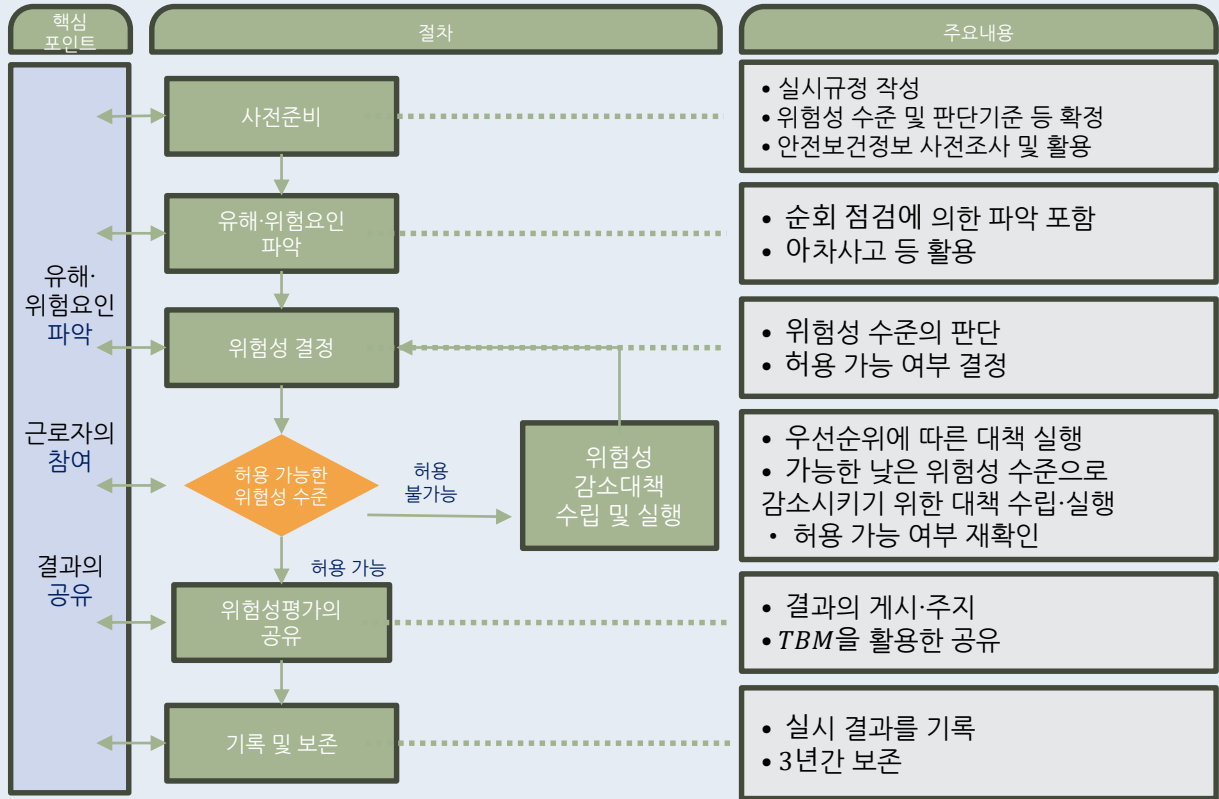 핵심
포인트
절차
주요내용
유해·
위험요인
파악
근로자의
참여
결과의
공유
사전준비
• 실시규정 작성
• 위험성 수준 및 판단기준 등 확정
• 안전보건정보 사전조사 및 활용
유해·위험요인
파악
• 순회 점검에 의한 파악 포함
• 아차사고 등 활용
위험성 결정
• 위험성 수준의 판단
• 허용 가능 여부 결정
허용 가능한
위험성 수준
허용
불가능
위험성
감소대책
수립 및 실행
• 우선순위에 따른 대책 실행
• 가능한 낮은 위험성 수준으로
감소시키기 위한 대책 수립·실행
• 허용 가능 여부 재확인
허용 가능
위험성평가의
공유
• 결과의 게시·주지
• TBM을 활용한 공유
기록 및 보존
• 실시 결과를 기록
• 3년간 보존